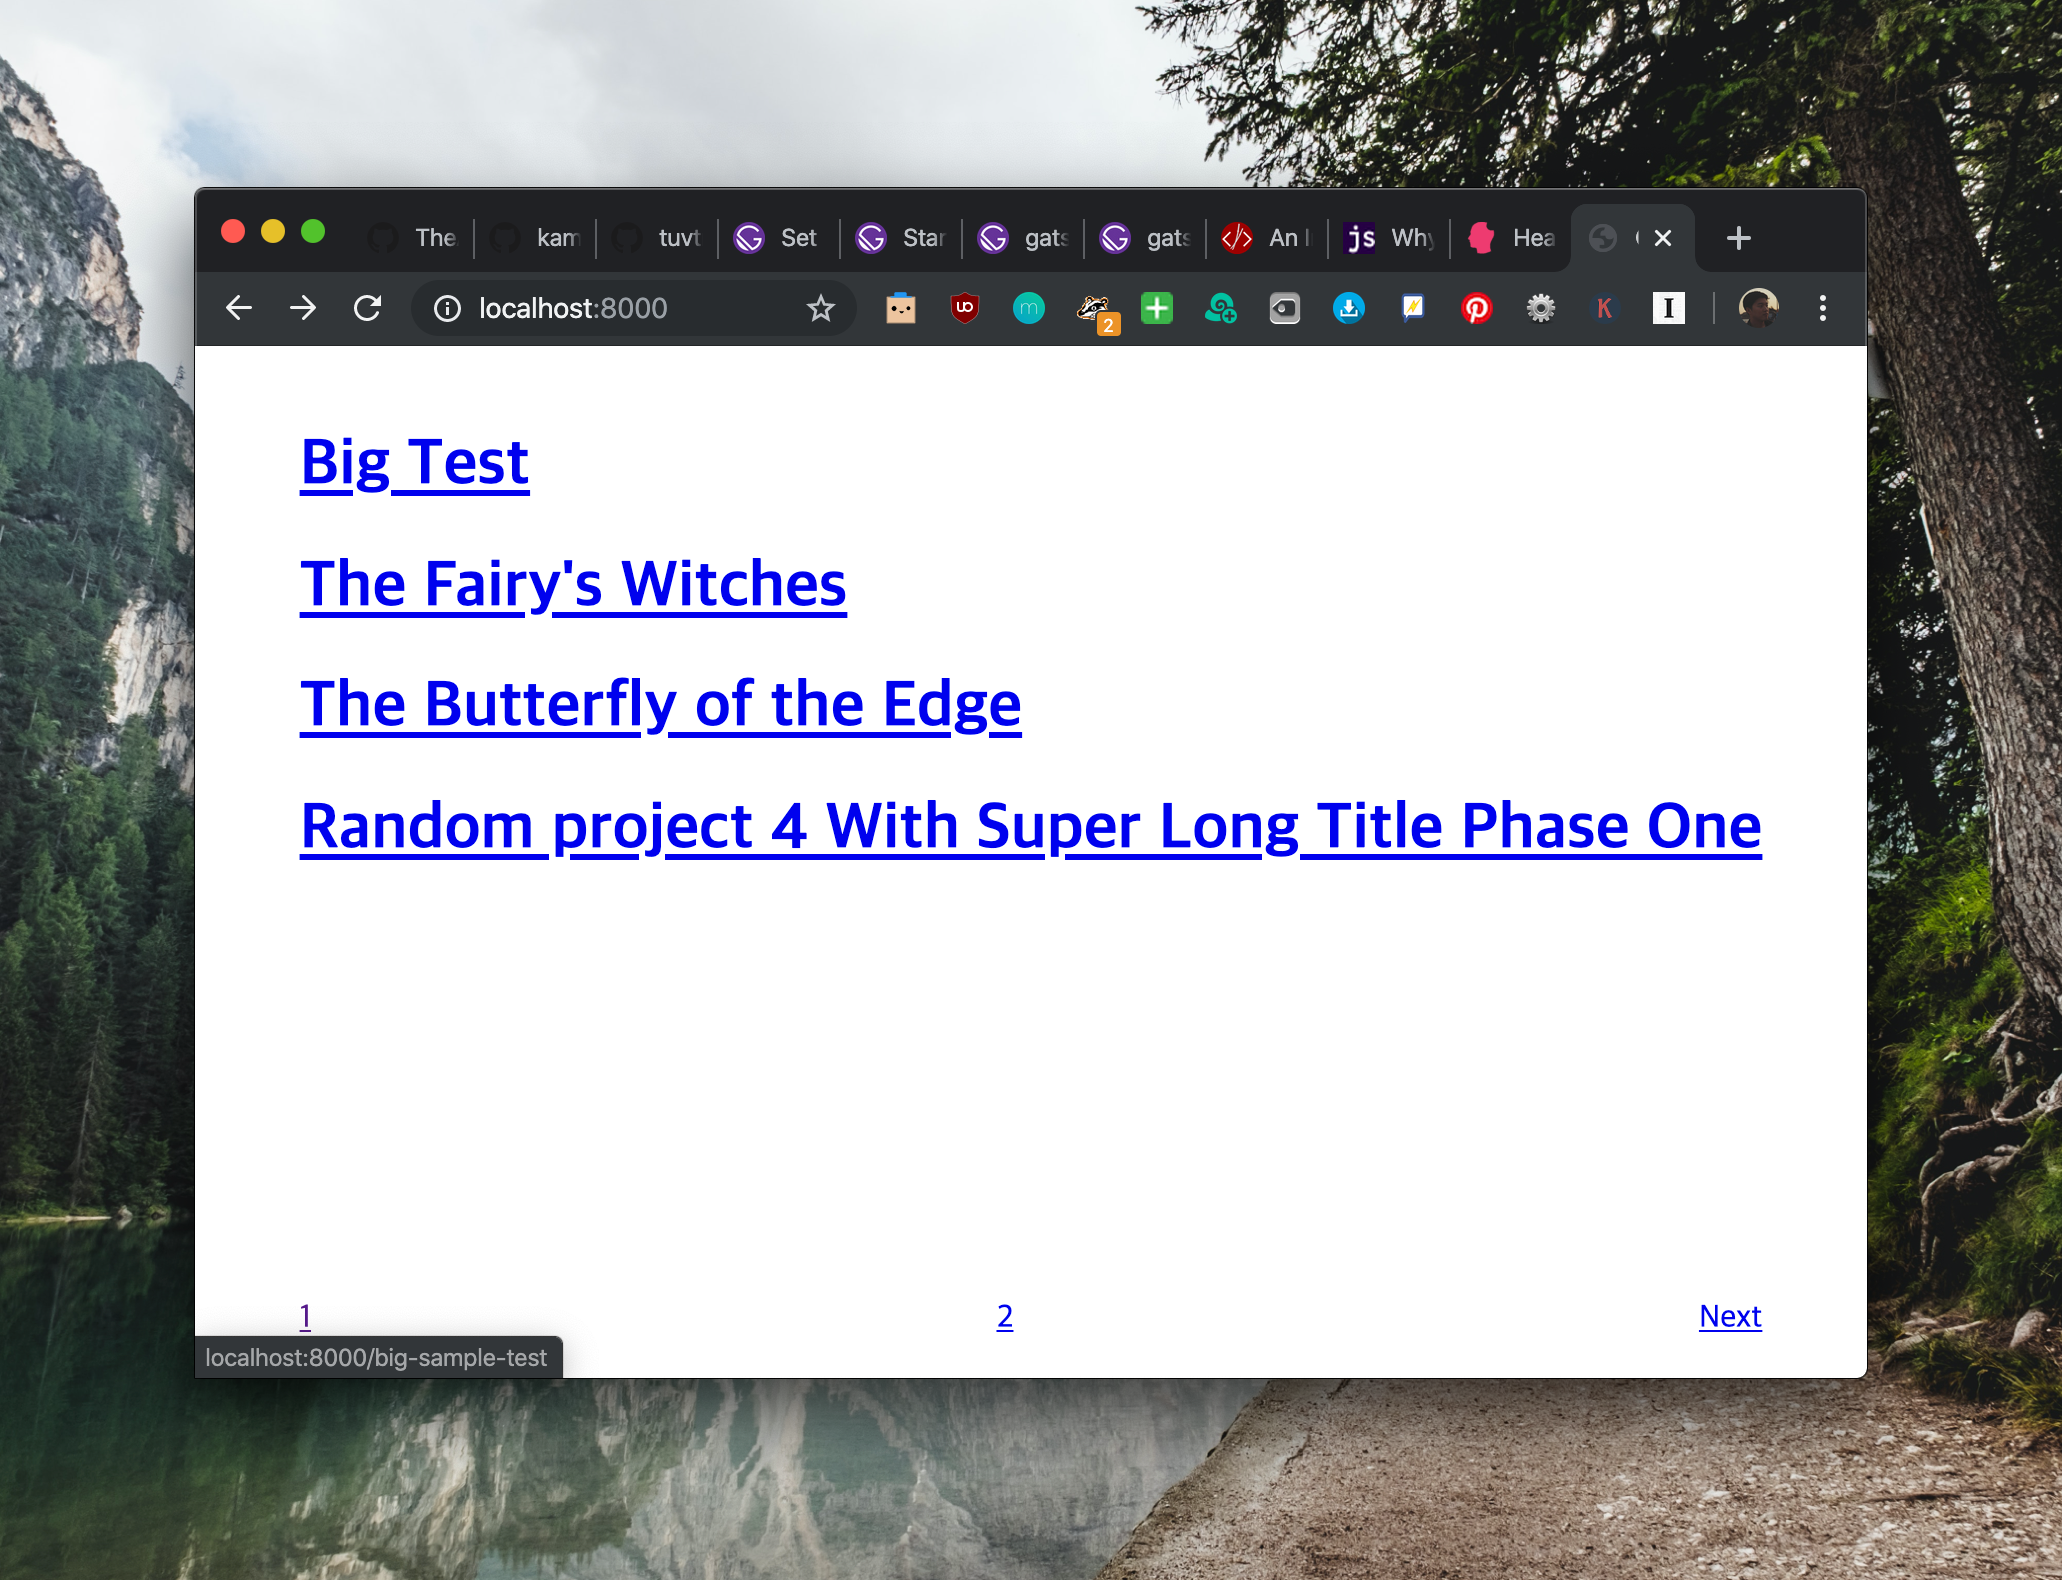 The kam tuvt Set Star gats gats An I js Why Hea
localhost:8000 2
Big Test
The Fairy's Witches
The Butterfly of the Edge
Random project 4 With Super Long Title Phase One
1 2 Next
localhost:8000/big-sample-test